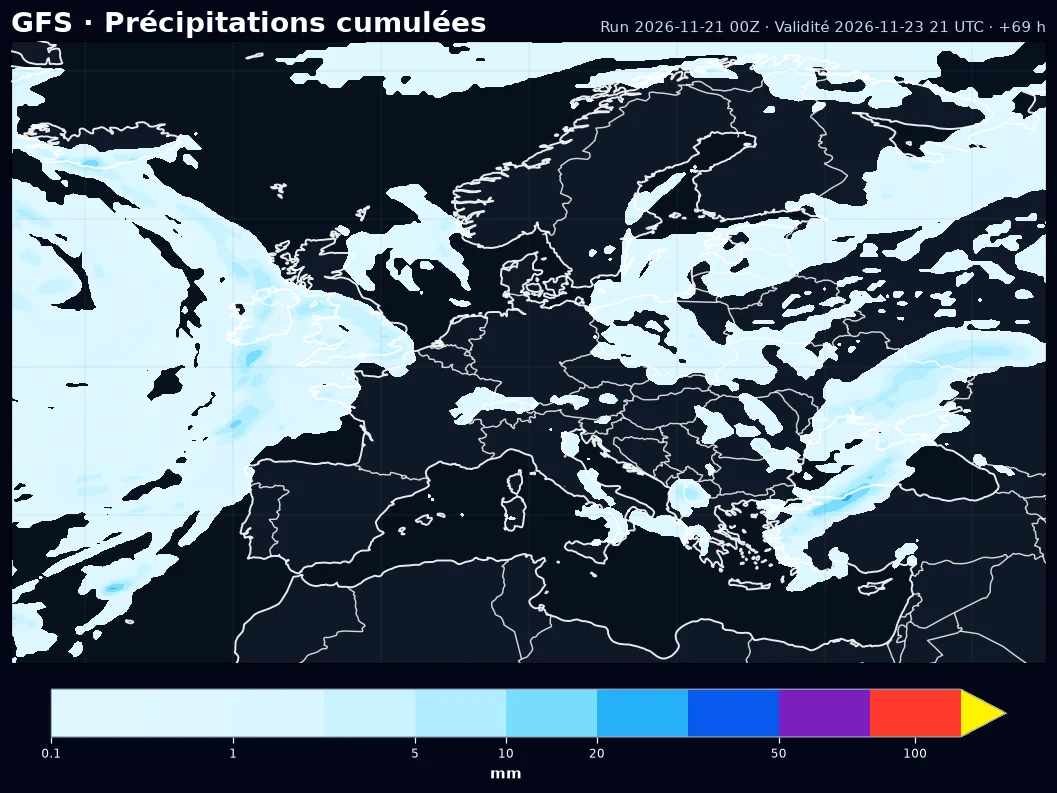 GFS · Précipitations cumulées
Run 2026-11-21 00Z · Validité 2026-11-23 21 UTC · +69 h
0.1 1 5 10 20 50 100
mm